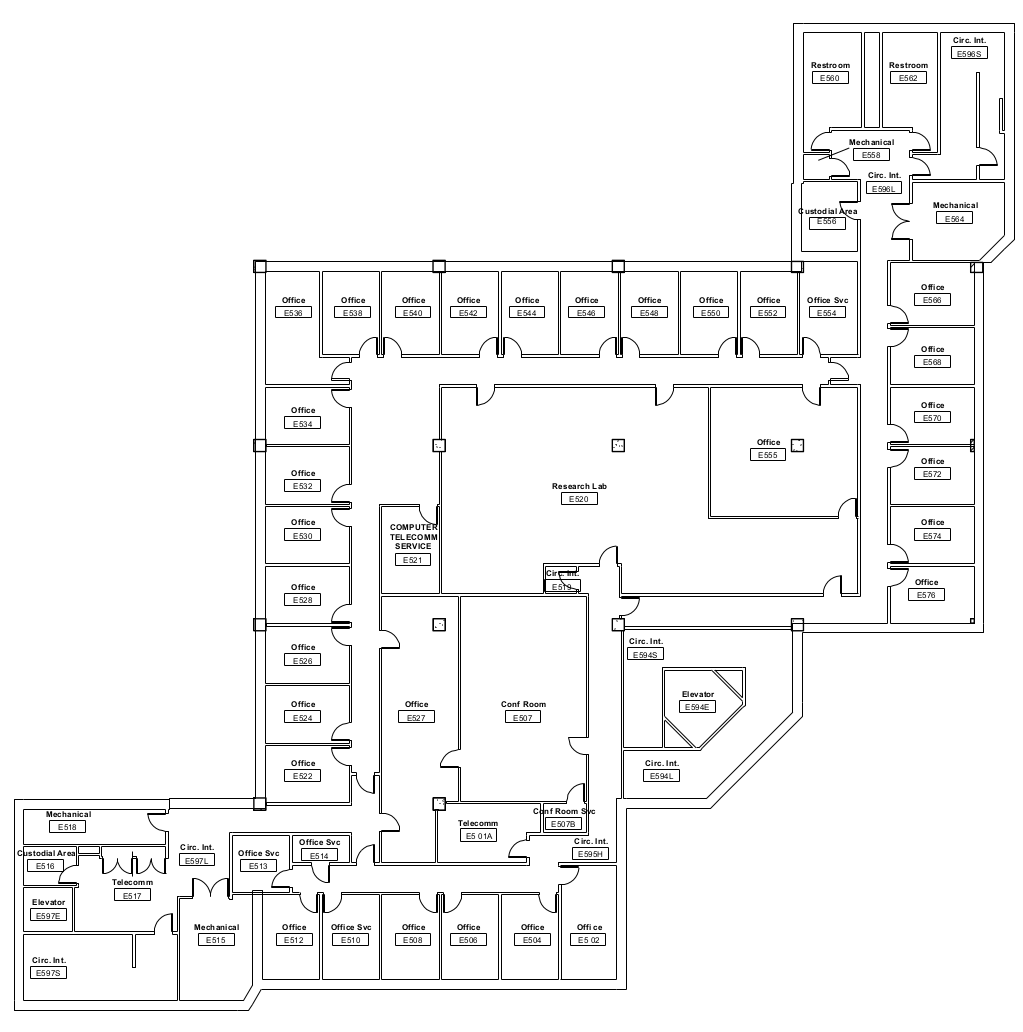 Circ. Int.
E596S
Restroom
E560
Restroom
E562
Mechanical
E558
Circ. Int.
E596L
Custodial Area
E556
Mechanical
E564
Office
E536
Office
E538
Office
E540
Office
E542
Office
E544
Office
E546
Office
E548
Office
E550
Office
E552
Office Svc
E554
Office
E566
Office
E568
Office
E570
Office
E572
Office
E574
Office
E576
Office
E534
Office
E532
Office
E530
Office
E528
Office
E526
Office
E524
Office
E522
Office
E555
Research Lab
E520
COMPUTER
TELECOMM
SERVICE
E521
Circ. Int.
E519
Circ. Int.
E594S
Elevator
E594E
Circ. Int.
E594L
Office
E527
Conf Room
E507
Conf Room Svc
E507B
Telecomm
E501A
Circ. Int.
E595H
Mechanical
E518
Custodial Area
E516
Circ. Int.
E597L
Office Svc
E513
Office Svc
E514
Telecomm
E517
Elevator
E597E
Circ. Int.
E597S
Mechanical
E515
Office
E512
Office Svc
E510
Office
E508
Office
E506
Office
E504
Office
E502